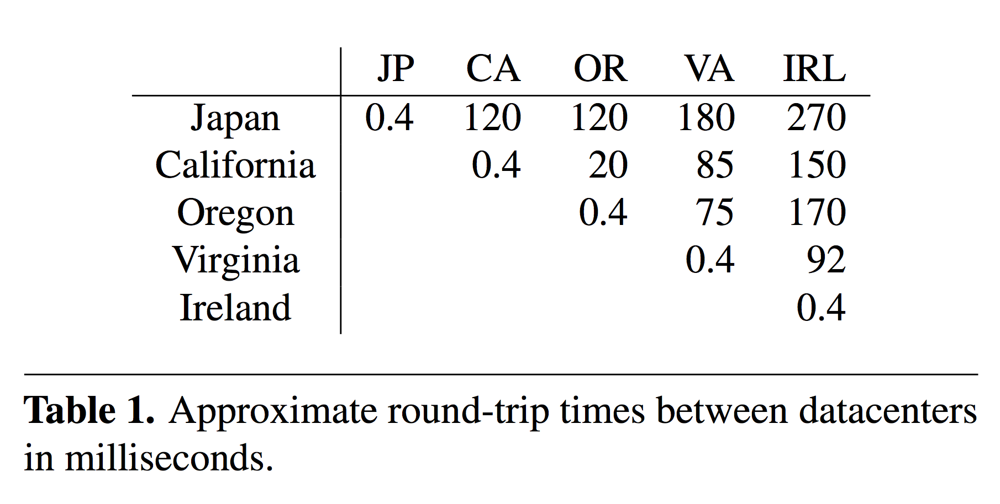 JP CA OR VA IRL
Japan 0.4 120 120 180 270
California 0.4 20 85 150
Oregon 0.4 75 170
Virginia 0.4 92
Ireland 0.4
Table 1. Approximate round-trip times between datacenters
in milliseconds.